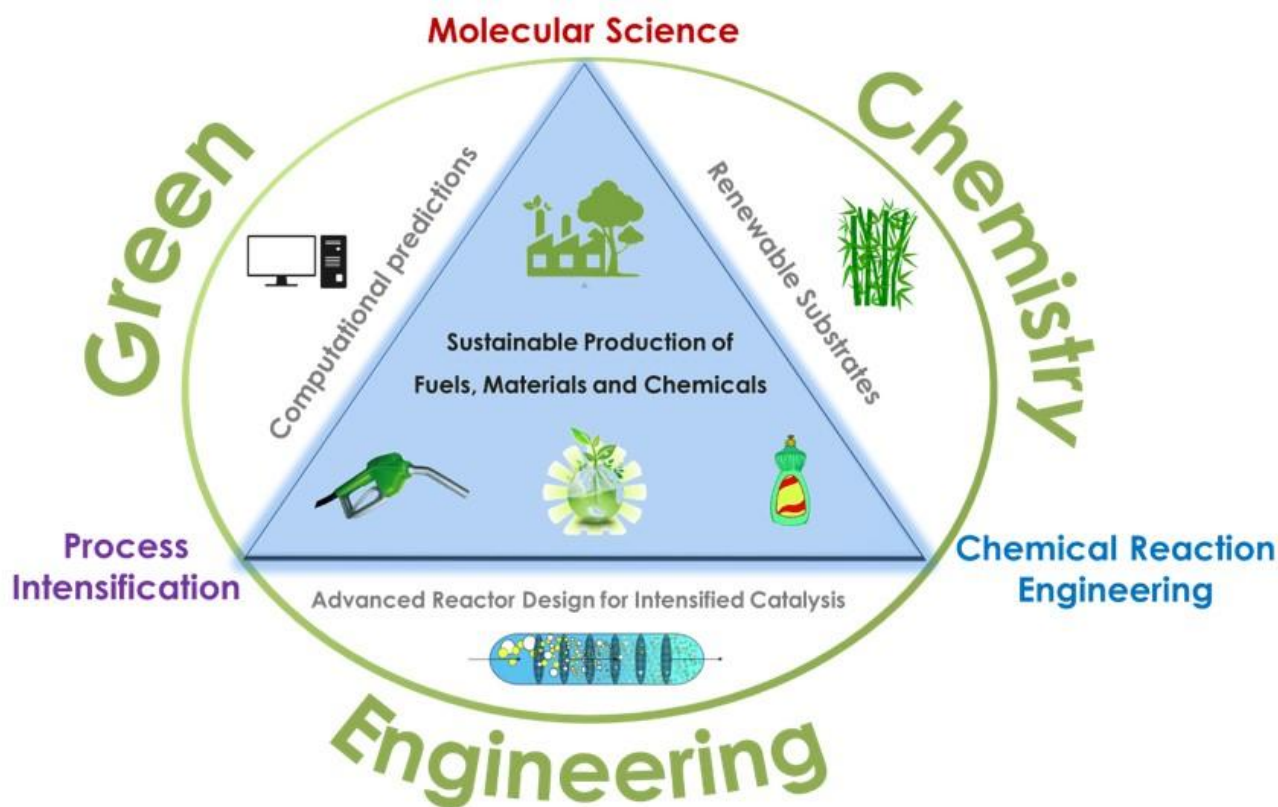 Molecular Science
Green
Chemistry
Computational predictions
Renewable Substrates
Sustainable Production of
Fuels, Materials and Chemicals
Process
Intensification
Chemical Reaction
Engineering
Advanced Reactor Design for Intensified Catalysis
Engineering